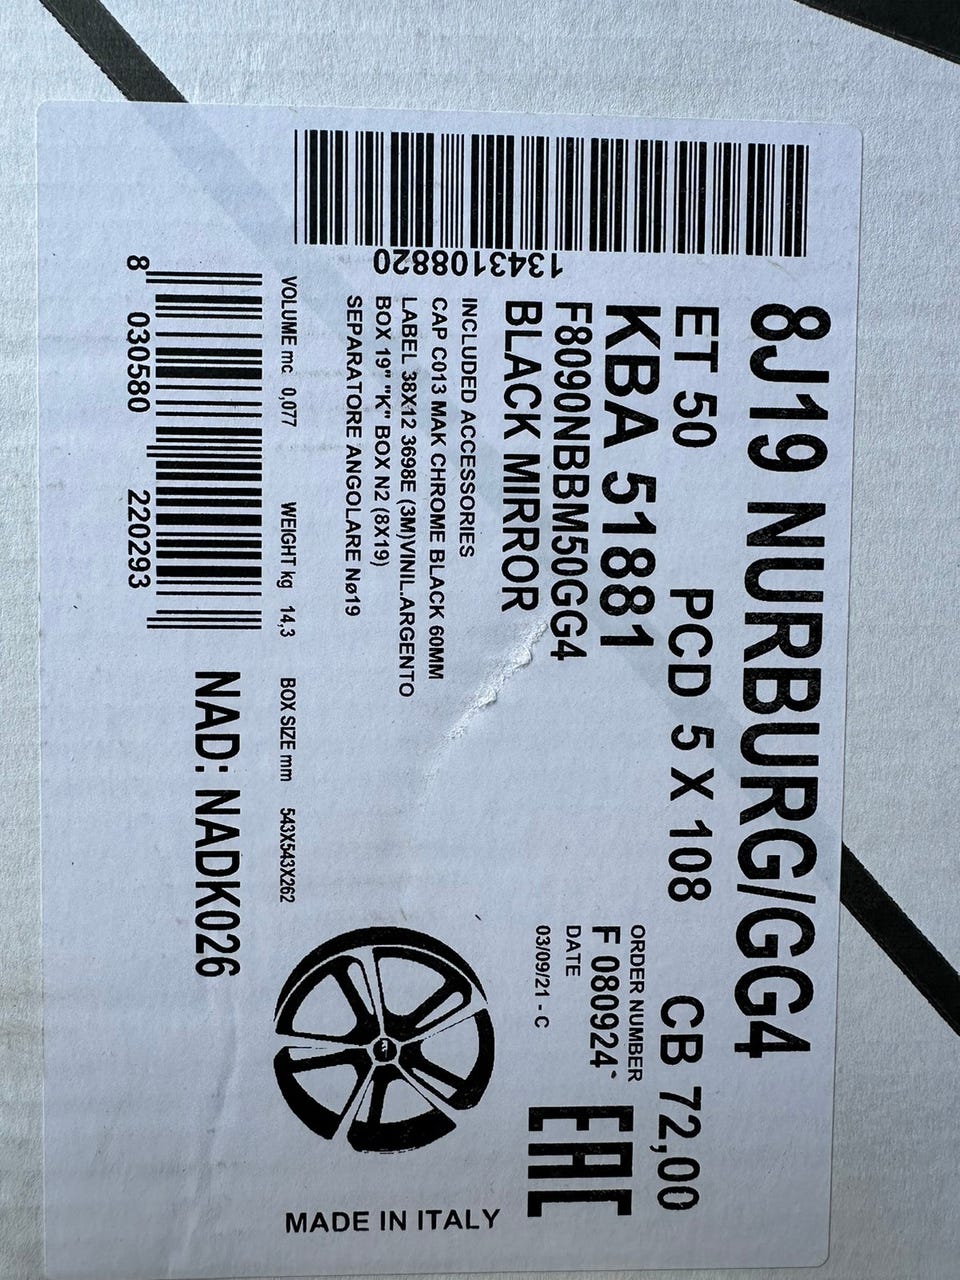 1343108820
8J19 NURBURG/GG4
ET 50 PCD 5 X 108 CB 72,00
KBA 51881
F8090NBBM50GG4
BLACK MIRROR
ORDER NUMBER
F 080924*
DATE
03/09/21 - C
EAC
INCLUDED ACCESSORIES
CAP C013 MAK CHROME BLACK 60MM
LABEL 38X12 3698E (3M)VINIL.ARGENTO
BOX 19" "K" BOX N2 (8X19)
SEPARATORE ANGOLARE Nø19
VOLUME mc 0,077 WEIGHT kg 14,3 BOX SIZE mm 543X543X262
8 030580 220293
NAD: NADK026
MADE IN ITALY